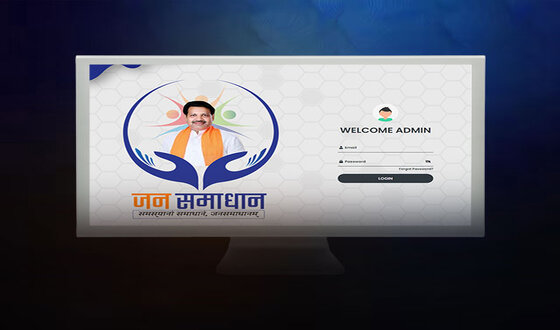 जन समाधान
समस्यानां समाधानं, जनसमाधानम्
WELCOME ADMIN
Email
Password
Forgot Password?
LOGIN